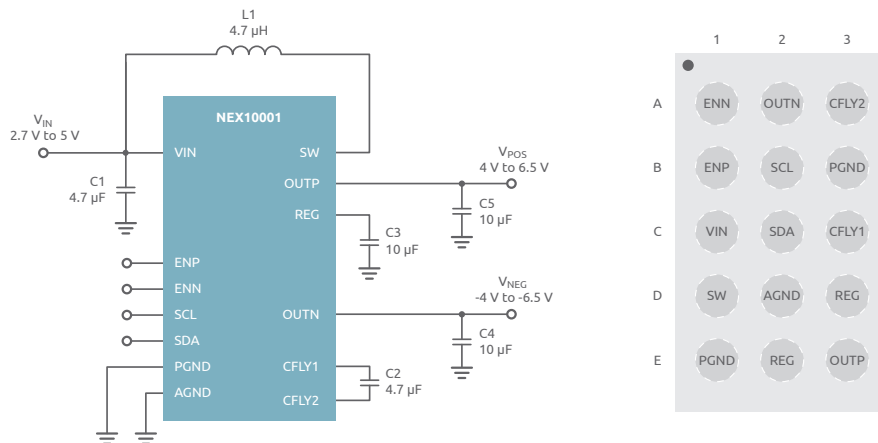 L1
4.7 µH
NEX10001
V_IN
2.7 V to 5 V
VIN
SW
C1
4.7 µF
OUTP
V_POS
4 V to 6.5 V
C5
10 µF
REG
C3
10 µF
ENP
ENN
SCL
SDA
PGND
AGND
OUTN
V_NEG
-4 V to -6.5 V
C4
10 µF
CFLY1
CFLY2
C2
4.7 µF
1 2 3
A ENN OUTN CFLY2
B ENP SCL PGND
C VIN SDA CFLY1
D SW AGND REG
E PGND REG OUTP